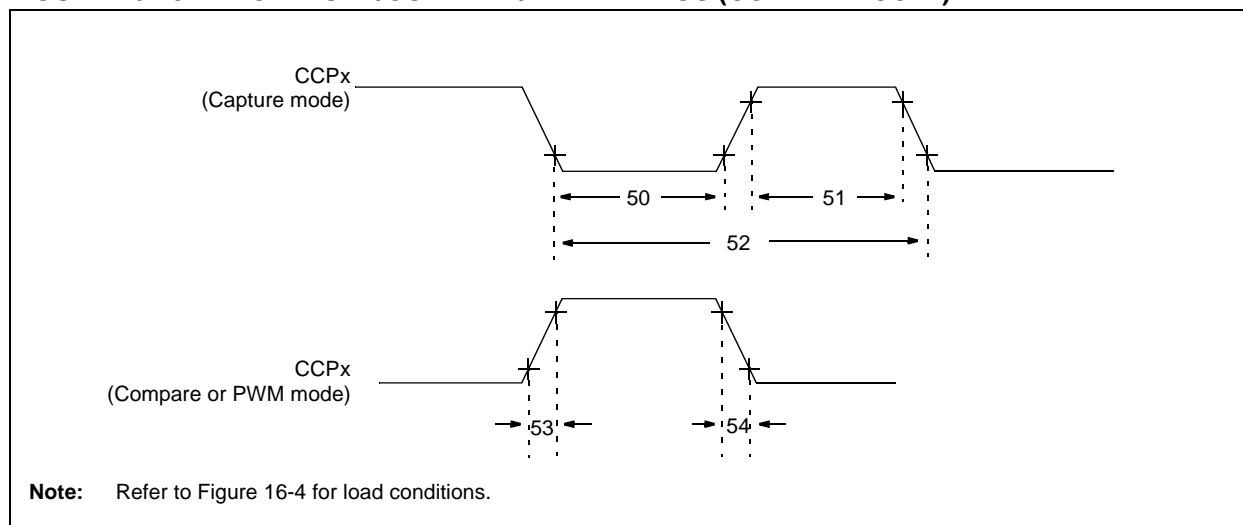 CCPx
(Capture mode)
50
51
52
CCPx
(Compare or PWM mode)
53
54
Note: Refer to Figure 16-4 for load conditions.